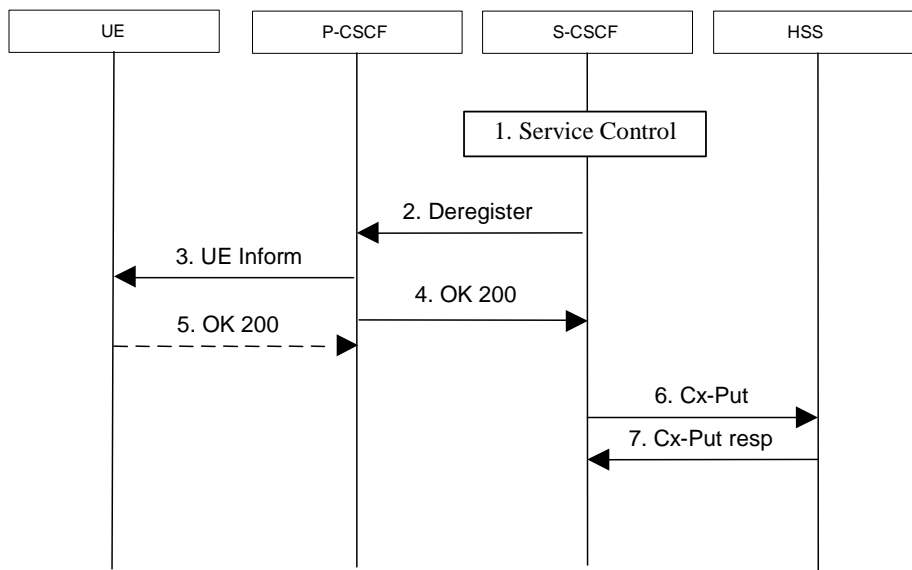 UE
P-CSCF
S-CSCF
HSS
1. Service Control
2. Deregister
3. UE Inform
4. OK 200
5. OK 200
6. Cx-Put
7. Cx-Put resp